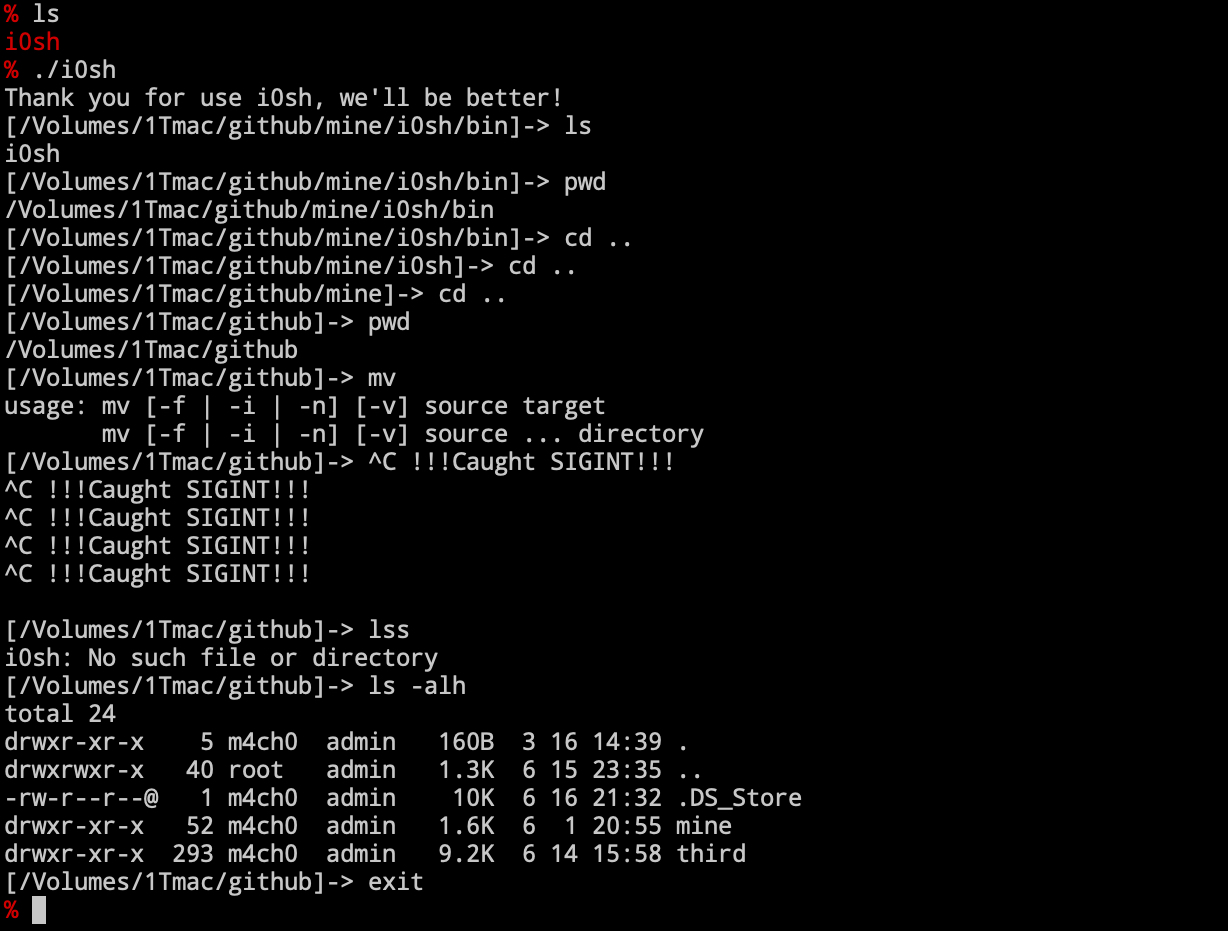 % ls
i0sh
% ./i0sh
Thank you for use i0sh, we'll be better!
[/Volumes/1Tmac/github/mine/i0sh/bin]-> ls
i0sh
[/Volumes/1Tmac/github/mine/i0sh/bin]-> pwd
/Volumes/1Tmac/github/mine/i0sh/bin
[/Volumes/1Tmac/github/mine/i0sh/bin]-> cd ..
[/Volumes/1Tmac/github/mine/i0sh]-> cd ..
[/Volumes/1Tmac/github/mine]-> cd ..
[/Volumes/1Tmac/github]-> pwd
/Volumes/1Tmac/github
[/Volumes/1Tmac/github]-> mv
usage: mv [-f | -i | -n] [-v] source target
       mv [-f | -i | -n] [-v] source ... directory
[/Volumes/1Tmac/github]-> ^C !!!Caught SIGINT!!!
^C !!!Caught SIGINT!!!
^C !!!Caught SIGINT!!!
^C !!!Caught SIGINT!!!
^C !!!Caught SIGINT!!!

[/Volumes/1Tmac/github]-> lss
i0sh: No such file or directory
[/Volumes/1Tmac/github]-> ls -alh
total 24
drwxr-xr-x    5 m4ch0  admin   160B  3 16 14:39 .
drwxrwxr-x   40 root   admin   1.3K  6 15 23:35 ..
-rw-r--r--@   1 m4ch0  admin    10K  6 16 21:32 .DS_Store
drwxr-xr-x   52 m4ch0  admin   1.6K  6  1 20:55 mine
drwxr-xr-x  293 m4ch0  admin   9.2K  6 14 15:58 third
[/Volumes/1Tmac/github]-> exit
%